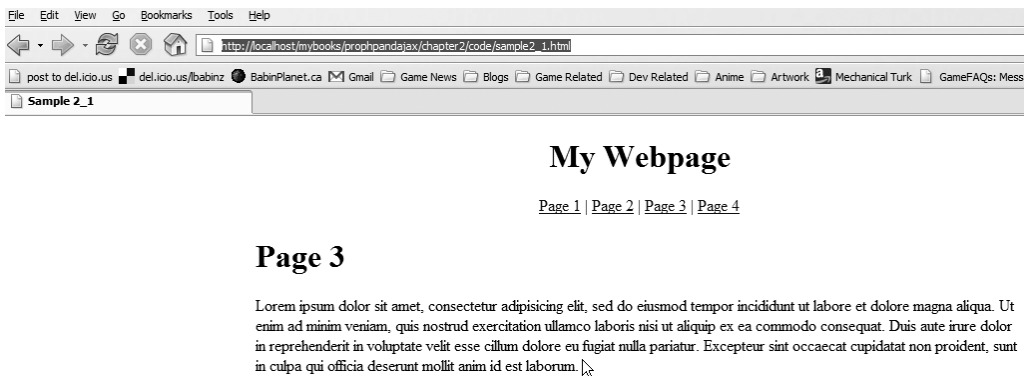 File Edit View Go Bookmarks Tools Help
http://localhost/mybooks/prophpandajax/chapter2/code/sample2_1.html
post to del.icio.us del.icio.us/babinz BabinPlanet.ca Gmail Game News Blogs Game Related Dev Related Anime Artwork Mechanical Turk GameFAQs: Mess
Sample 2_1
My Webpage
Page 1 | Page 2 | Page 3 | Page 4
Page 3
Lorem ipsum dolor sit amet, consectetur adipisicing elit, sed do eiusmod tempor incididunt ut labore et dolore magna aliqua. Ut
enim ad minim veniam, quis nostrud exercitation ullamco laboris nisi ut aliquip ex ea commodo consequat. Duis aute irure dolor
in reprehenderit in voluptate velit esse cillum dolore eu fugiat nulla pariatur. Excepteur sint occaecat cupidatat non proident, sunt
in culpa qui officia deserunt mollit anim id est laborum.